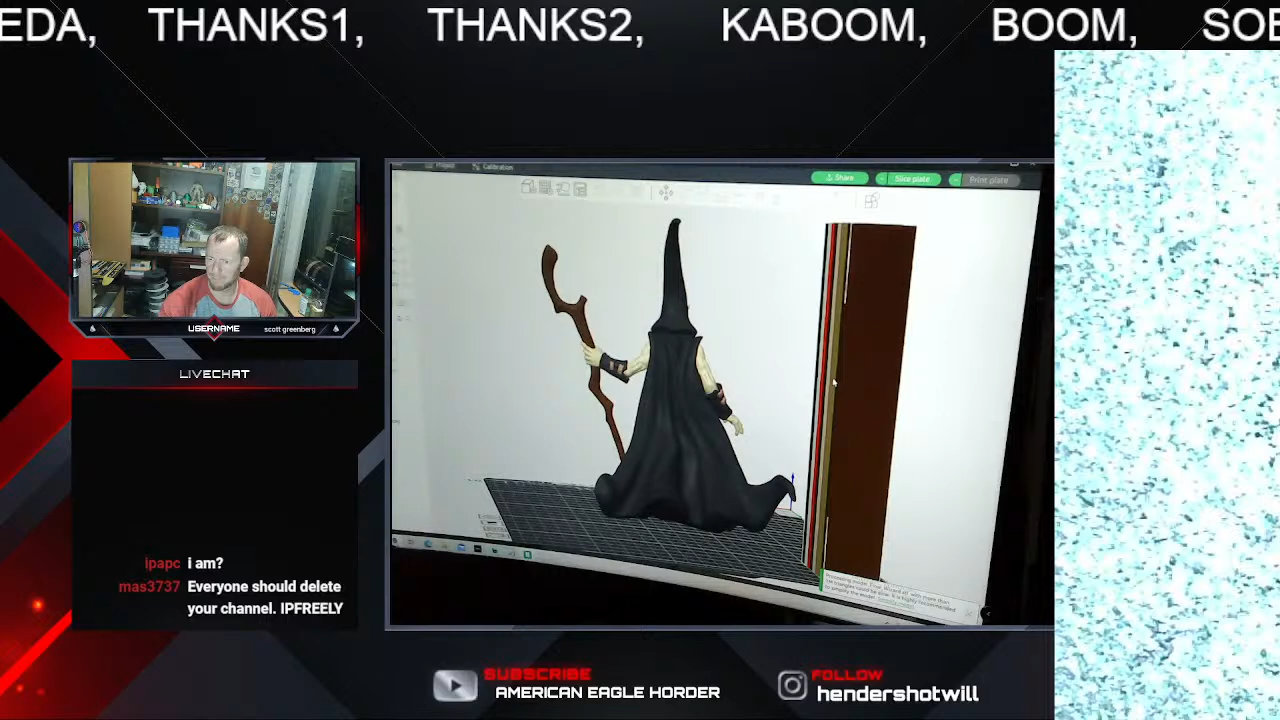 EDA, THANKS1, THANKS2, KABOOM, BOOM, SOE
Calibration
Share
Slice plate
Print plate
USERNAME scott greenberg
LIVECHAT
ipapc i am?
mas3737 Everyone should delete
your channel. IPFREELY
SUBSCRIBE
AMERICAN EAGLE HORDER
FOLLOW
hendershotwill